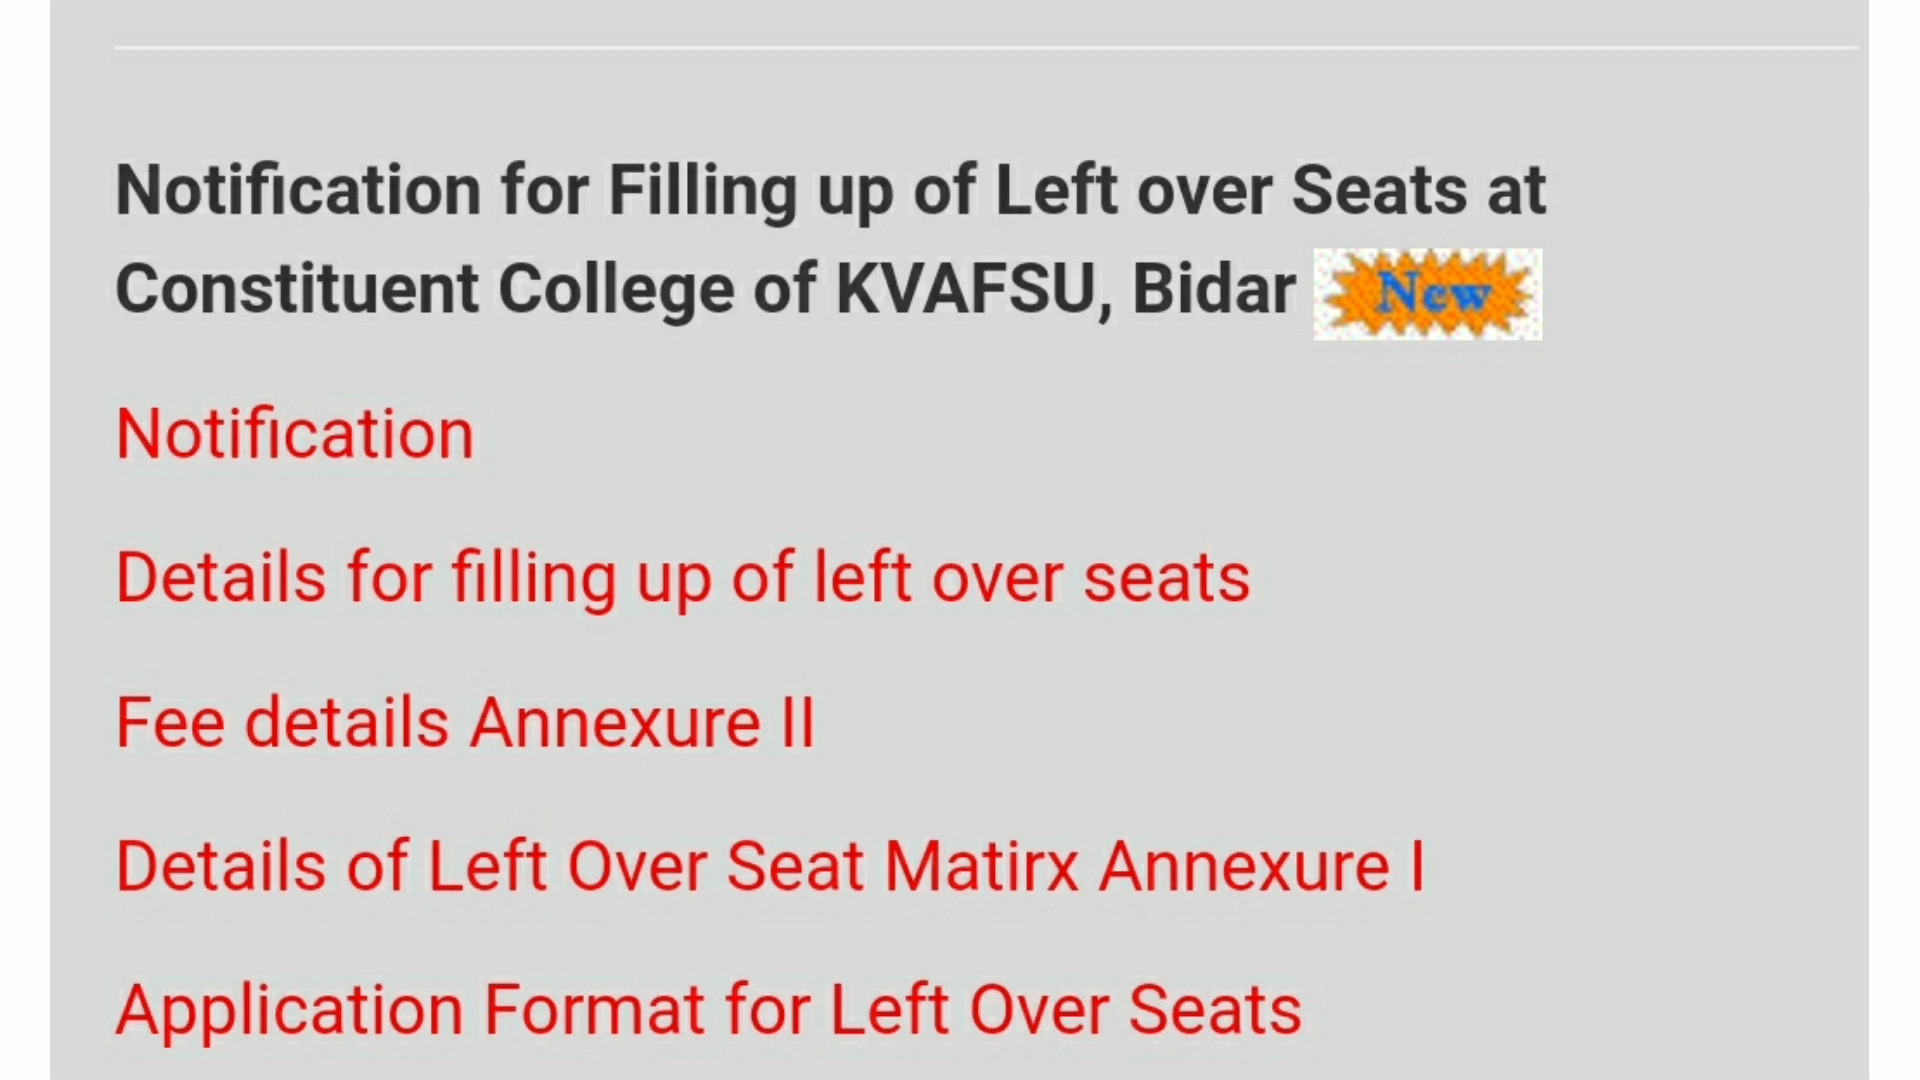 Notification for Filling up of Left over Seats at
Constituent College of KVAFSU, Bidar New
Notification
Details for filling up of left over seats
Fee details Annexure II
Details of Left Over Seat Matirx Annexure I
Application Format for Left Over Seats